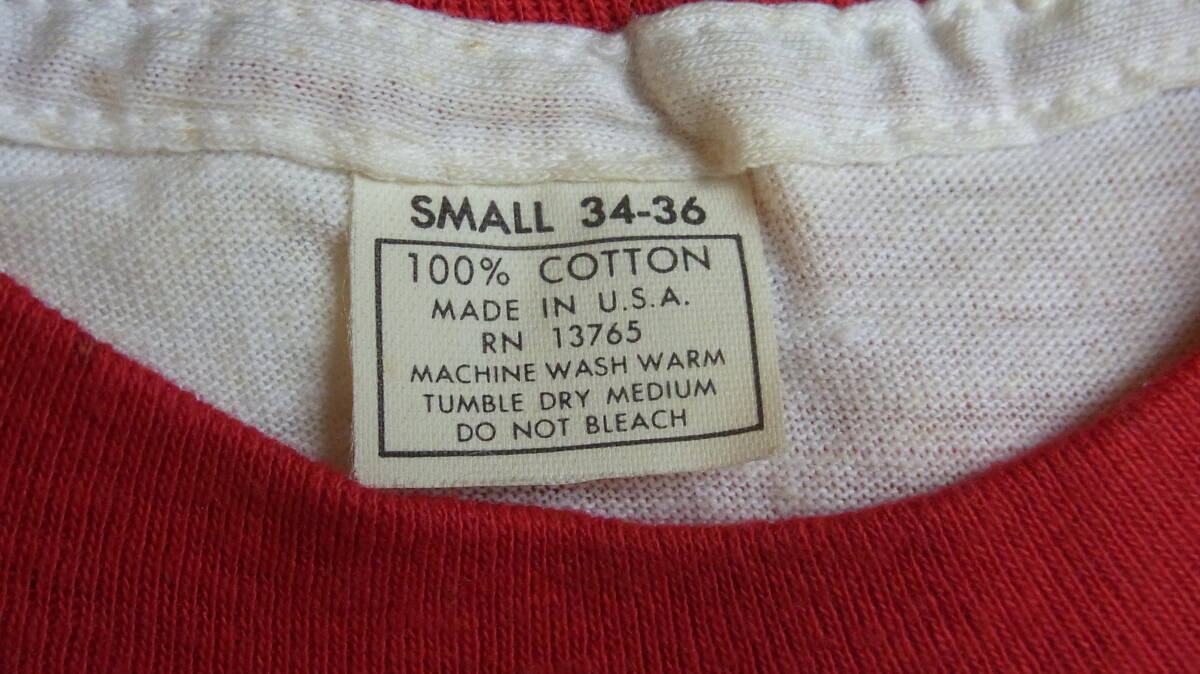 SMALL 34-36
100% COTTON
MADE IN U.S.A.
RN 13765
MACHINE WASH WARM
TUMBLE DRY MEDIUM
DO NOT BLEACH